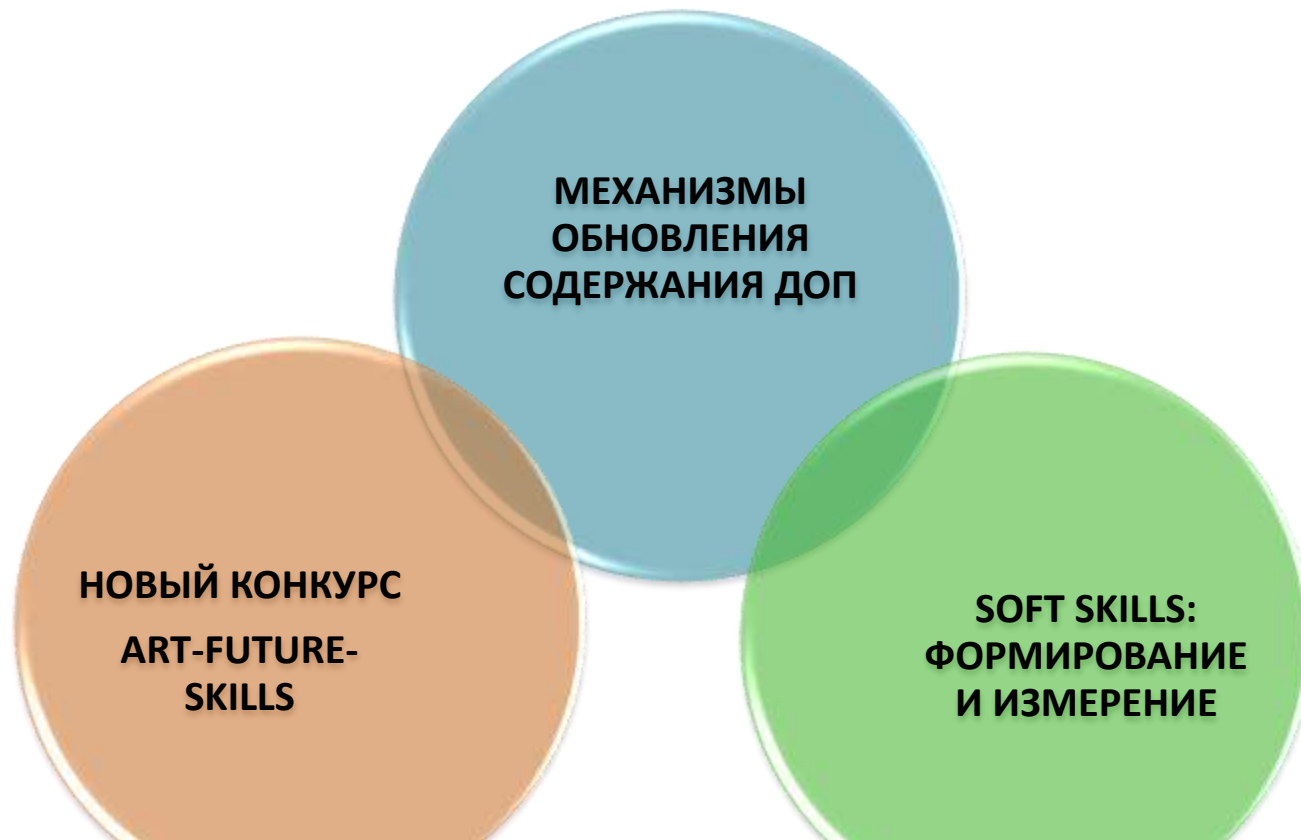 МЕХАНИЗМЫ
ОБНОВЛЕНИЯ
СОДЕРЖАНИЯ ДОП
НОВЫЙ КОНКУРС
ART-FUTURE-
SKILLS
SOFT SKILLS:
ФОРМИРОВАНИЕ
И ИЗМЕРЕНИЕ